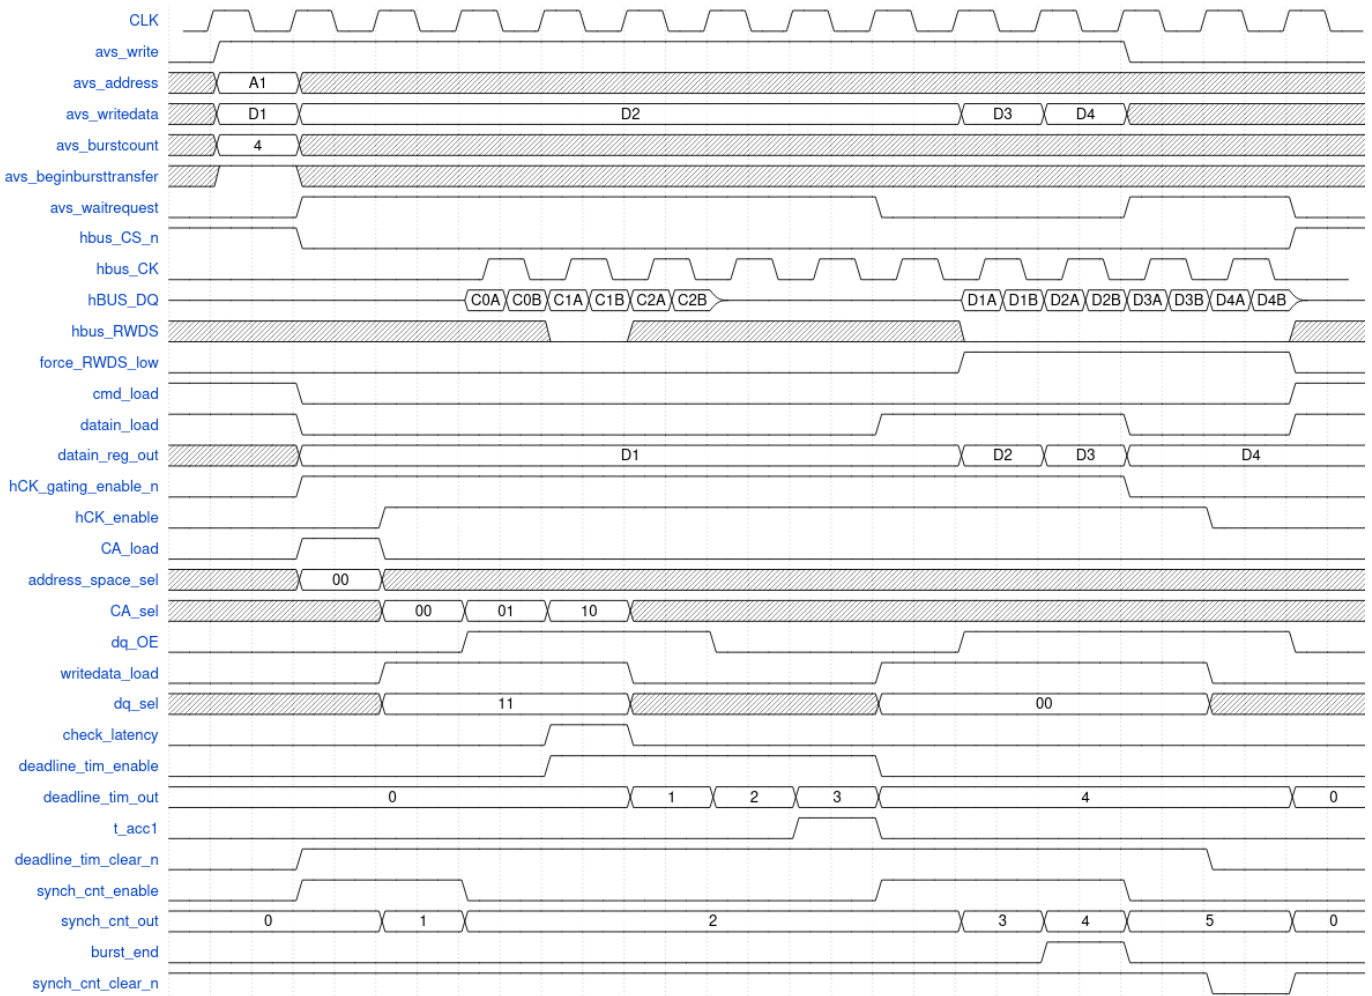 CLK
avs_write
avs_address A1
avs_writedata D1 D2 D3 D4
avs_burstcount 4
avs_beginbursttransfer
avs_waitrequest
hbus_CS_n
hbus_CK
hBUS_DQ C0A C0B C1A C1B C2A C2B D1A D1B D2A D2B D3A D3B D4A D4B
hbus_RWDS
force_RWDS_low
cmd_load
datain_load
datain_reg_out D1 D2 D3 D4
hCK_gating_enable_n
hCK_enable
CA_load
address_space_sel 00
CA_sel 00 01 10
dq_OE
writedata_load
dq_sel 11 00
check_latency
deadline_tim_enable
deadline_tim_out 0 1 2 3 4 0
t_acc1
deadline_tim_clear_n
synch_cnt_enable
synch_cnt_out 0 1 2 3 4 5 0
burst_end
synch_cnt_clear_n